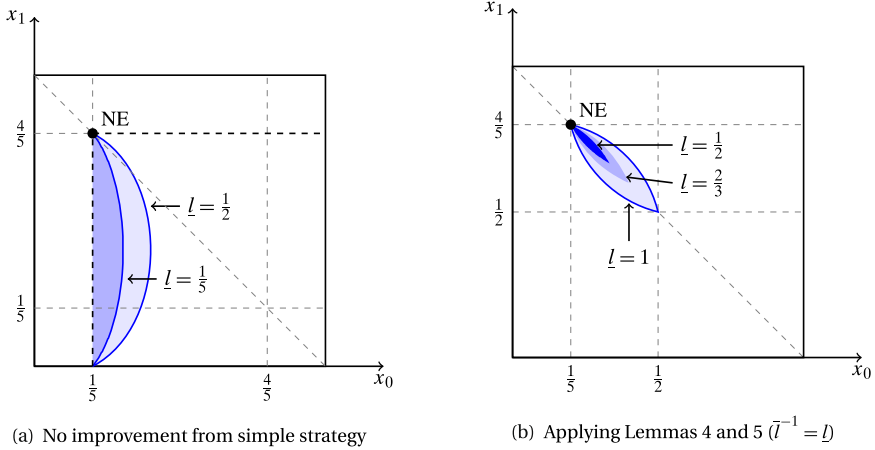 x₁
4/5
1/5
NE
l̲ = 1/2
l̲ = 1/5
1/5
4/5
x₀
(a) No improvement from simple strategy
x₁
4/5
1/2
NE
l̲ = 1/2
l̲ = 2/3
l̲ = 1
1/5
1/2
x₀
(b) Applying Lemmas 4 and 5 (l̅⁻¹ = l̲)